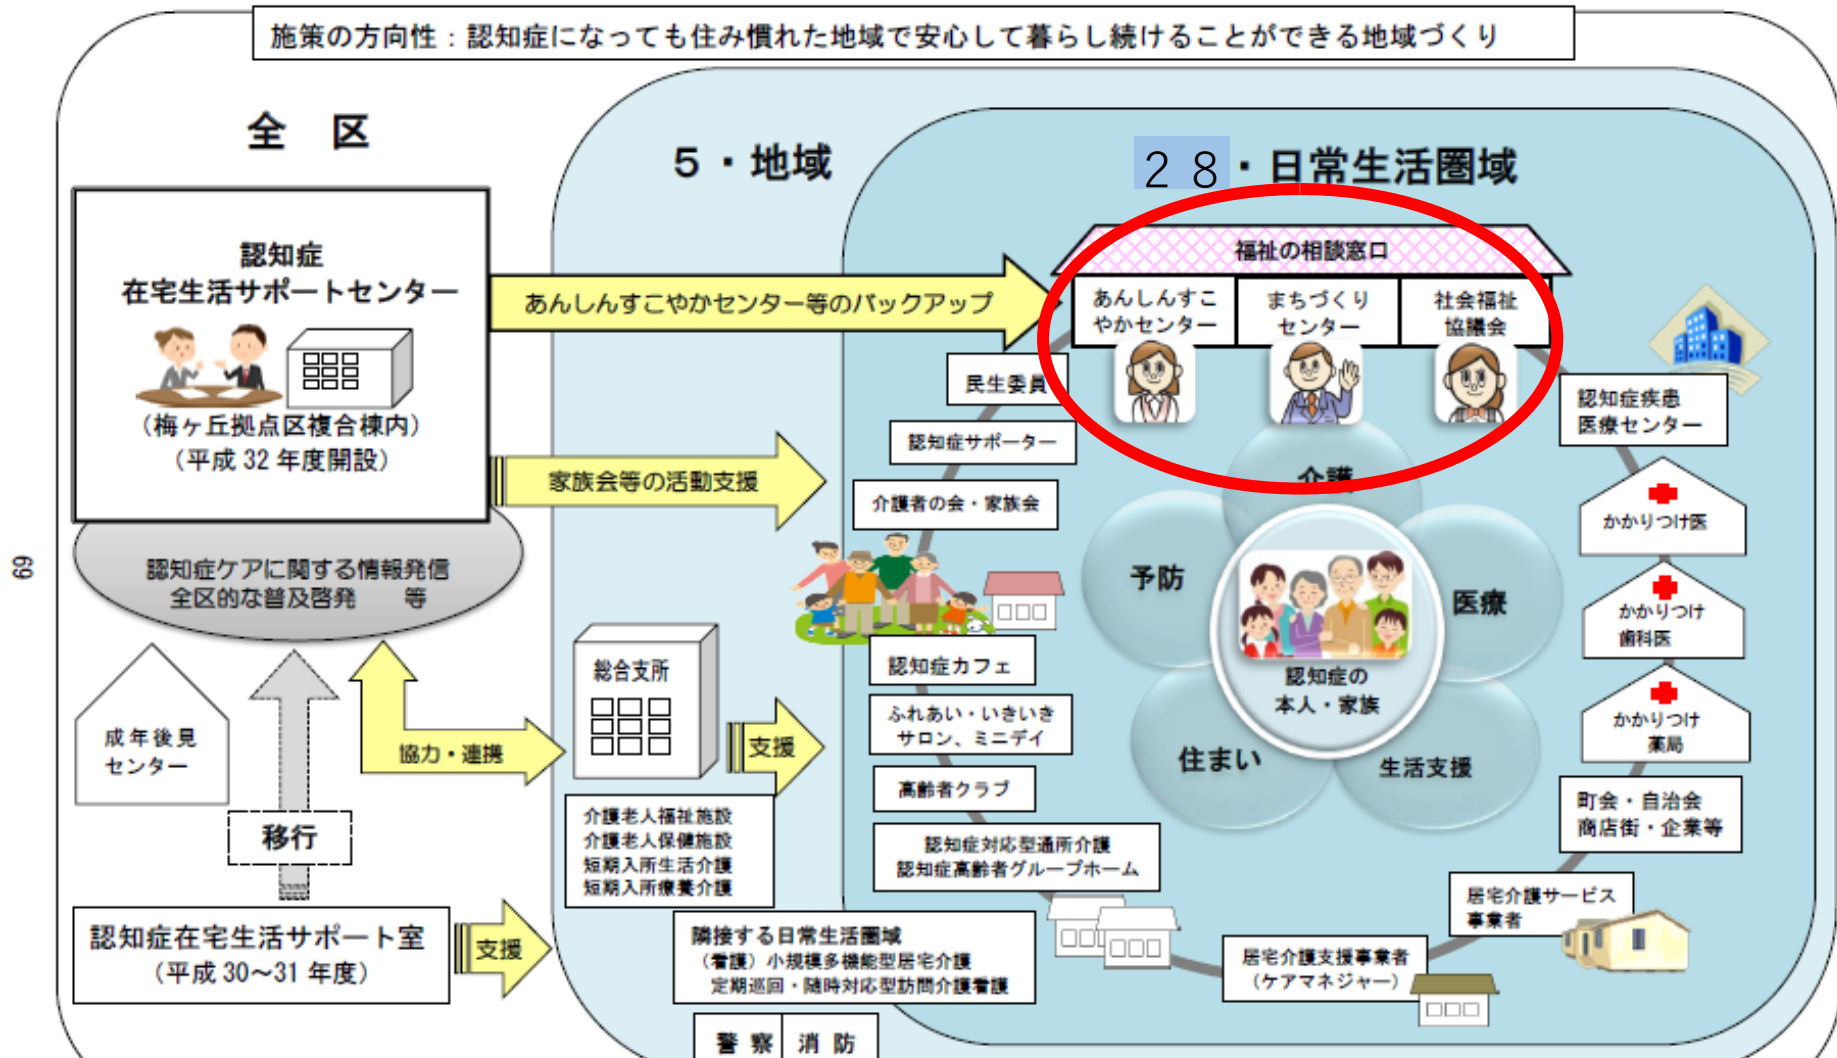 施策の方向性：認知症になっても住み慣れた地域で安心して暮らし続けることができる地域づくり
全　区
認知症
在宅生活サポートセンター
（梅ヶ丘拠点区複合棟内）
（平成 32 年度開設）
認知症ケアに関する情報発信
全区的な普及啓発　　等
成年後見
センター
移行
認知症在宅生活サポート室
（平成 30～31 年度）
69
あんしんすこやかセンター等のバックアップ
家族会等の活動支援
協力・連携
支援
支援
５・地域
総合支所
介護老人福祉施設
介護老人保健施設
短期入所生活介護
短期入所療養介護
隣接する日常生活圏域
（看護）小規模多機能型居宅介護
定期巡回・随時対応型訪問介護看護
警 察
消 防
２８・日常生活圏域
福祉の相談窓口
あんしんすこ
やかセンター
まちづくり
センター
社会福祉
協議会
民生委員
認知症サポーター
介護者の会・家族会
認知症カフェ
ふれあい・いきいき
サロン、ミニデイ
高齢者クラブ
認知症対応型通所介護
認知症高齢者グループホーム
介護
予防
医療
住まい
生活支援
認知症の
本人・家族
認知症疾患
医療センター
かかりつけ医
かかりつけ
歯科医
かかりつけ
薬局
町会・自治会
商店街・企業等
居宅介護サービス
事業者
居宅介護支援事業者
（ケアマネジャー）